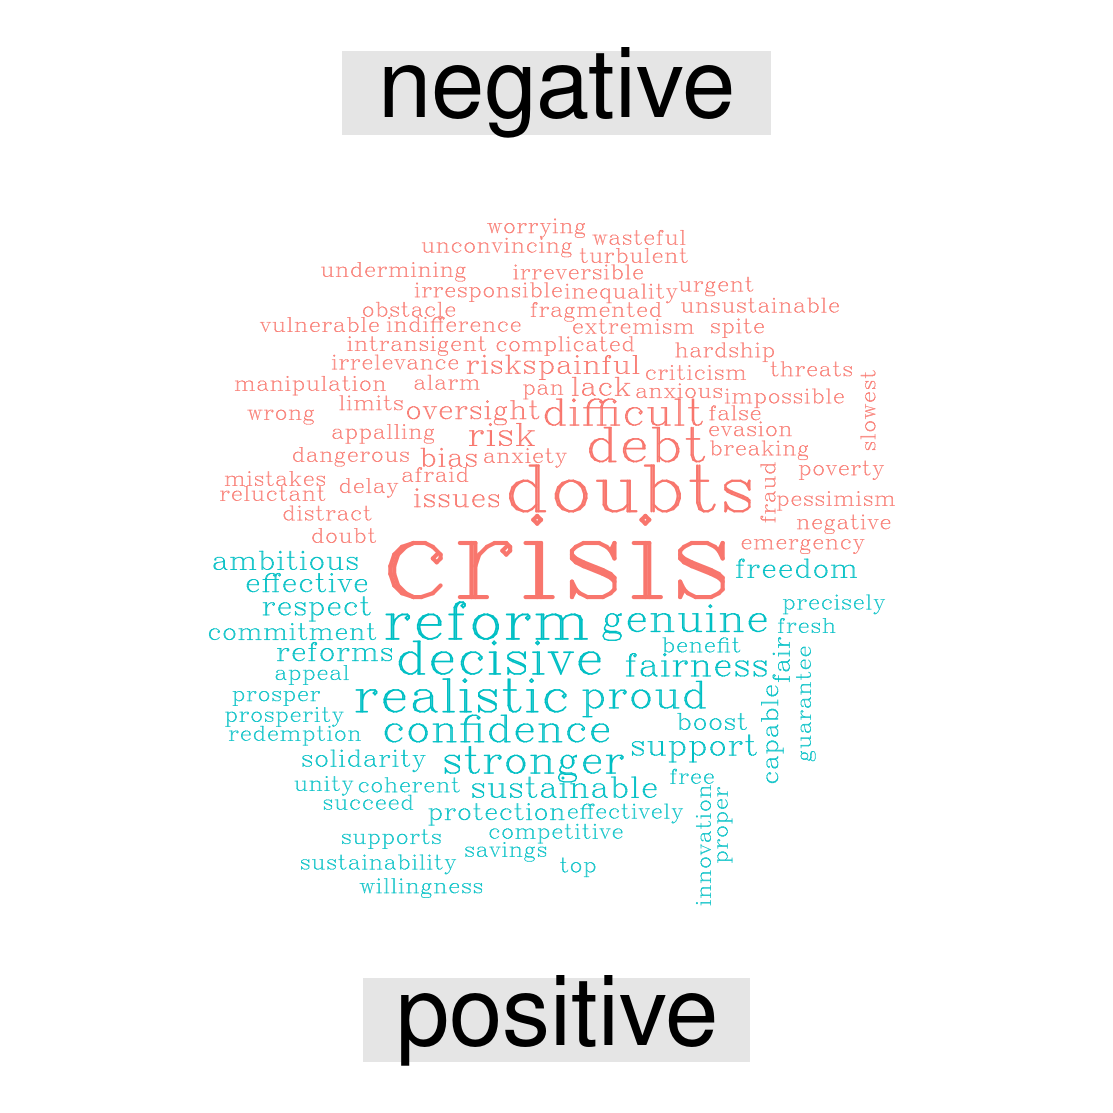 negative
worrying
wasteful
unconvincing
turbulent
undermining irreversible
irresponsible inequality urgent
obstacle fragmented unsustainable
vulnerable indifference extremism spite
intransigent complicated hardship
irrelevance risks painful criticism threats
manipulation alarm pan lack anxious impossible
slowest
wrong limits oversight difficult false
appalling risk debt evasion
dangerous bias anxiety breaking
mistakes afraid poverty
reluctant delay issues doubts fraud pessimism
distract negative
doubt emergency
crisis
ambitious freedom
effective
respect precisely
commitment reform genuine fresh
reforms decisive benefit
appeal fairness fair
prosper realistic proud guarantee
prosperity confidence boost capable
redemption
solidarity stronger support
unity coherent sustainable free
succeed protection effectively
supports competitive innovation proper
sustainability savings top
willingness
positive